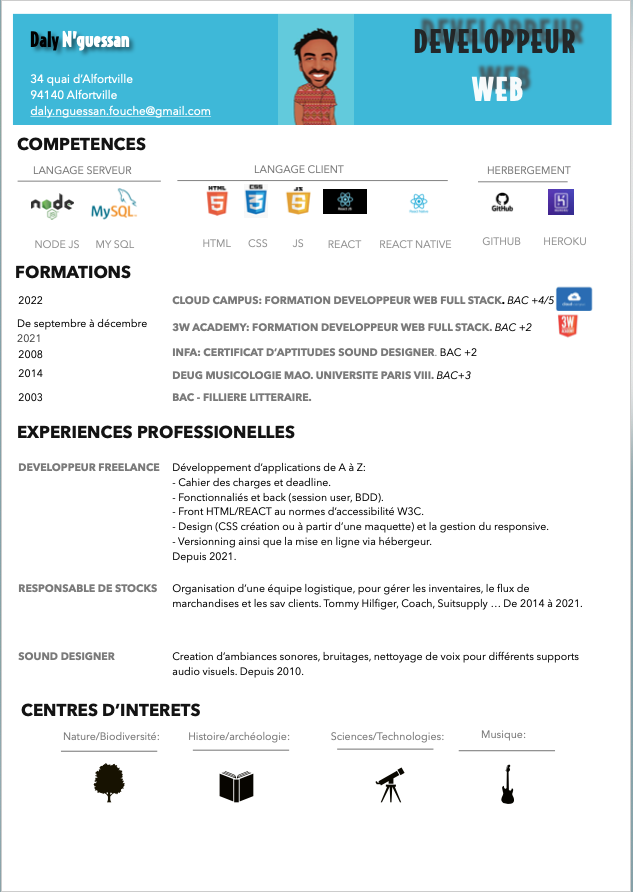 Daly N'guessan
DEVELOPPEUR
WEB
34 quai d'Alfortville
94140 Alfortville
daly.nguessan.fouche@gmail.com
COMPETENCES
LANGAGE SERVEUR
LANGAGE CLIENT
HERBERGEMENT
node
JS
MySQL
HTML
5
CSS
3
JS
5
React JS
React Native
GitHub
NODE JS
MY SQL
HTML
CSS
JS
REACT
REACT NATIVE
GITHUB
HEROKU
FORMATIONS
2022
CLOUD CAMPUS: FORMATION DEVELOPPEUR WEB FULL STACK. BAC +4/5
De septembre à décembre
2021
3W ACADEMY: FORMATION DEVELOPPEUR WEB FULL STACK. BAC +2
3W
2008
INFA: CERTIFICAT D'APTITUDES SOUND DESIGNER. BAC +2
2014
DEUG MUSICOLOGIE MAO. UNIVERSITE PARIS VIII. BAC+3
2003
BAC - FILLIERE LITTERAIRE.
EXPERIENCES PROFESSIONELLES
DEVELOPPEUR FREELANCE
Développement d'applications de A à Z:
- Cahier des charges et deadline.
- Fonctionnaliés et back (session user, BDD).
- Front HTML/REACT au normes d'accessibilité W3C.
- Design (CSS création ou à partir d'une maquette) et la gestion du responsive.
- Versionning ainsi que la mise en ligne via hébergeur.
Depuis 2021.
RESPONSABLE DE STOCKS
Organisation d'une équipe logistique, pour gérer les inventaires, le flux de
marchandises et les sav clients. Tommy Hilfiger, Coach, Suitsupply … De 2014 à 2021.
SOUND DESIGNER
Creation d'ambiances sonores, bruitages, nettoyage de voix pour différents supports
audio visuels. Depuis 2010.
CENTRES D'INTERETS
Nature/Biodiversité:
Histoire/archéologie:
Sciences/Technologies:
Musique: